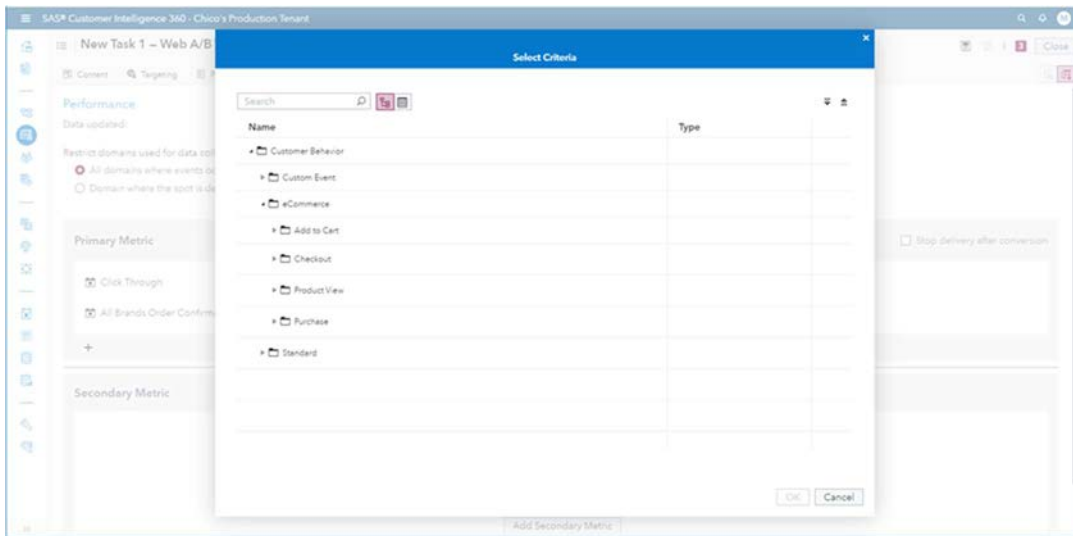 SAS® Customer Intelligence 360 - Chico's Production Tenant
New Task 1 – Web A/B
Close
Select Criteria
Content Targeting
Search
Performance
Name Type
Data updated:
Customer Behavior
Restrict domains used for data
All domains where events
Custom Event
Domain where the spot is
eCommerce
Add to Cart
Primary Metric
Stop delivery after conversion
Checkout
Click Through
Product View
All Brands Order
Purchase
+
Standard
Secondary Metric
OK Cancel
Add Secondary Metric